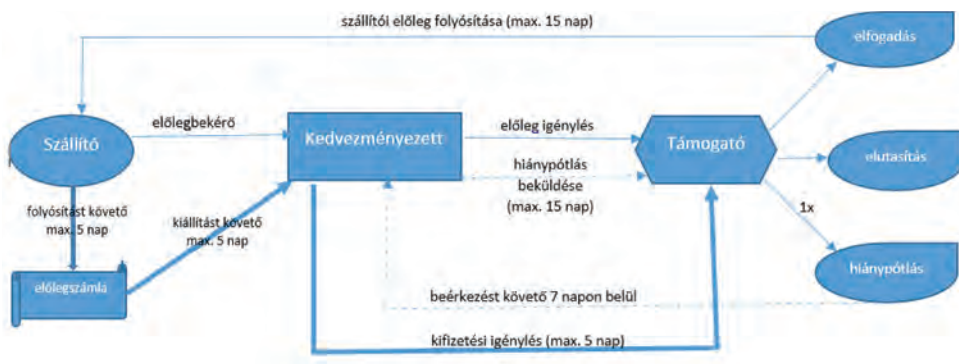 szállítói előleg folyósítása (max. 15 nap)
elfogadás
Szállító
előlegbekérő
Kedvezményezett
előleg igénylés
Támogató
elutasítás
hiánypótlás
beküldése
(max. 15 nap)
1x
folyósítást követő
max. 5 nap
kiállítást követő
max. 5 nap
hiánypótlás
előlegszámla
beérkezést követő 7 napon belül
kifizetési igénylés (max. 5 nap)